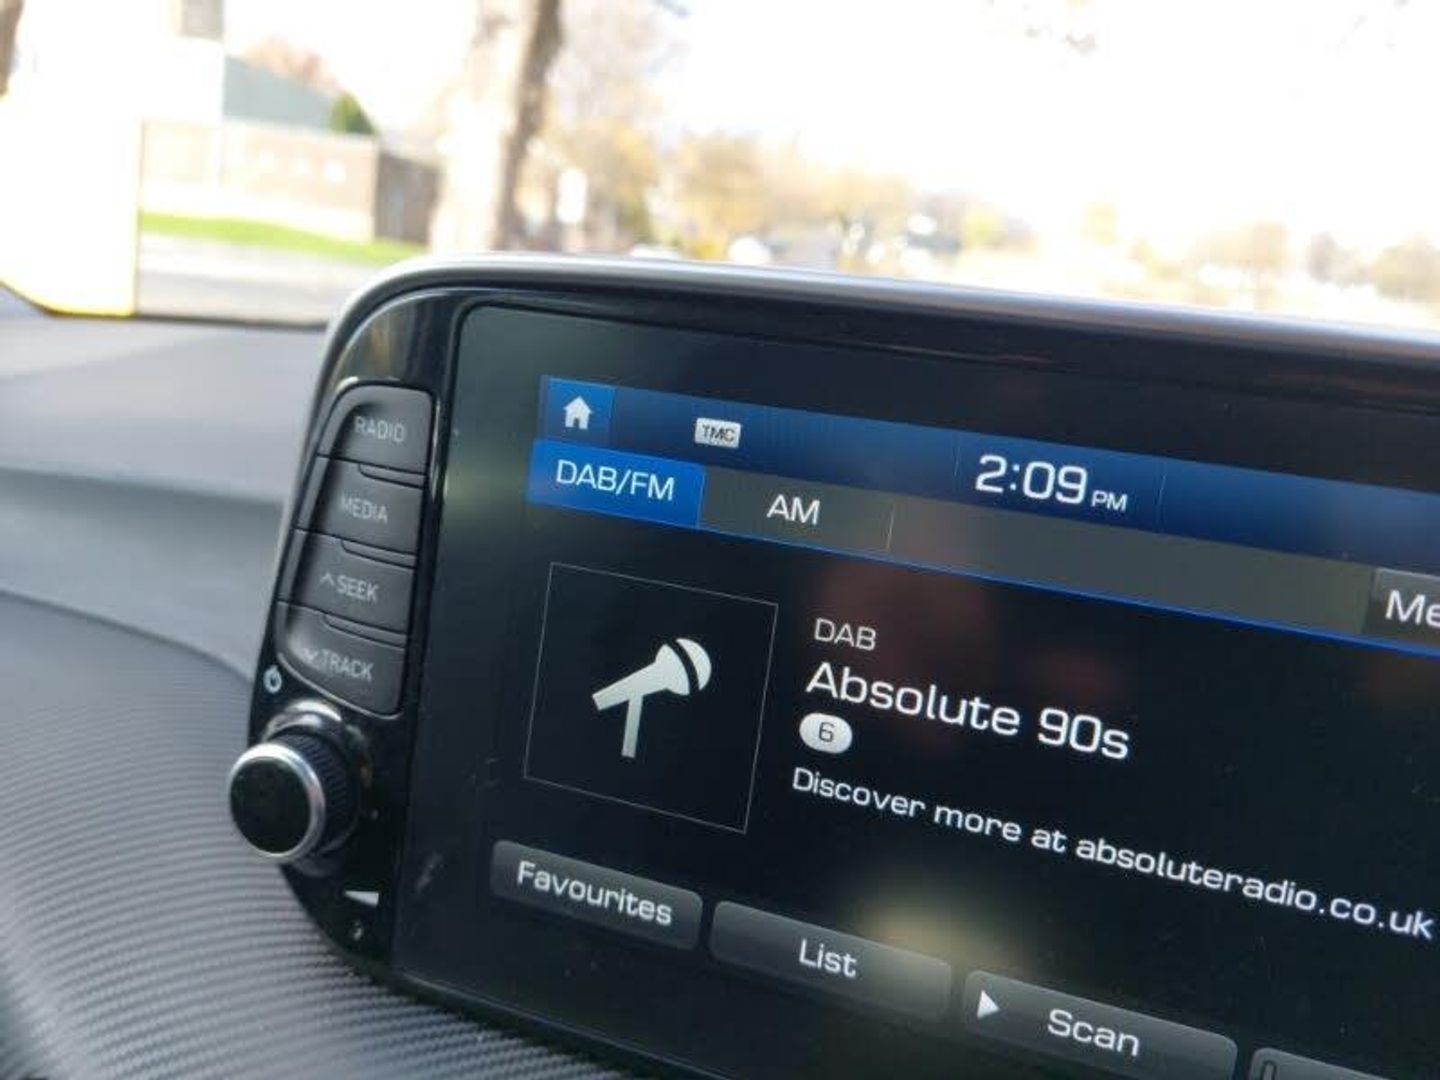 RADIO
MEDIA
SEEK
TRACK
TMC
2:09 PM
DAB/FM
AM
DAB
Absolute 90s
6
Discover more at absoluteradio.co.uk
Favourites
List
Scan